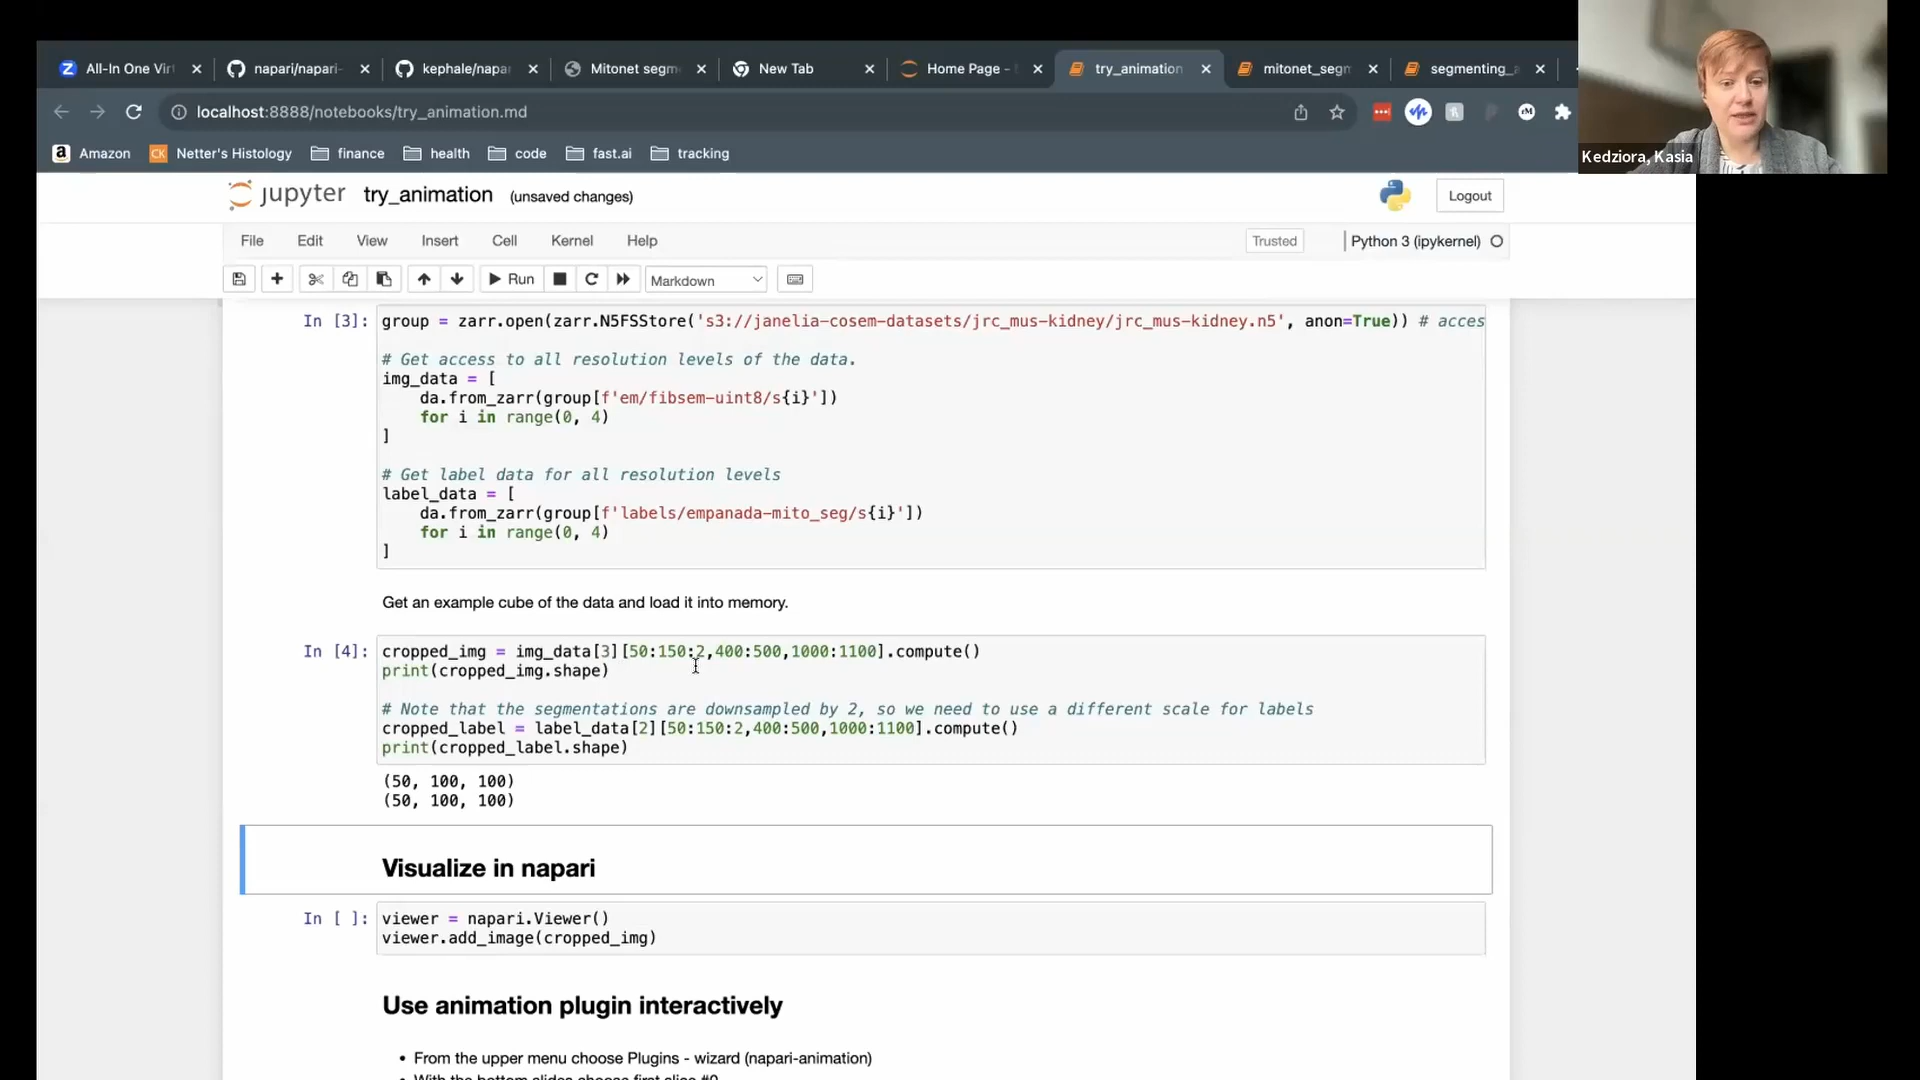 All-In One Vir
napari/napari-
kephale/napa
Mitonet segm
New Tab
Home Page -
try_animation
mitonet_segm
segmenting_a
localhost:8888/notebooks/try_animation.md
Amazon
Netter's Histology
finance
health
code
fast.ai
tracking
Kedziora, Kasia
jupyter try_animation (unsaved changes)
Logout
File Edit View Insert Cell Kernel Help
Trusted
Python 3 (ipykernel)
Run
Markdown
In [3]: group = zarr.open(zarr.N5FSStore('s3://janelia-cosem-datasets/jrc_mus-kidney/jrc_mus-kidney.n5', anon=True)) # acces
# Get access to all resolution levels of the data.
img_data = [
da.from_zarr(group[f'em/fibsem-uint8/s{i}'])
for i in range(0, 4)
]
# Get label data for all resolution levels
label_data = [
da.from_zarr(group[f'labels/empanada-mito_seg/s{i}'])
for i in range(0, 4)
]
Get an example cube of the data and load it into memory.
In [4]: cropped_img = img_data[3][50:150:2,400:500,1000:1100].compute()
print(cropped_img.shape)
# Note that the segmentations are downsampled by 2, so we need to use a different scale for labels
cropped_label = label_data[2][50:150:2,400:500,1000:1100].compute()
print(cropped_label.shape)
(50, 100, 100)
(50, 100, 100)
Visualize in napari
In [ ]: viewer = napari.Viewer()
viewer.add_image(cropped_img)
Use animation plugin interactively
• From the upper menu choose Plugins - wizard (napari-animation)
• With the bottom slides choose first slice #0